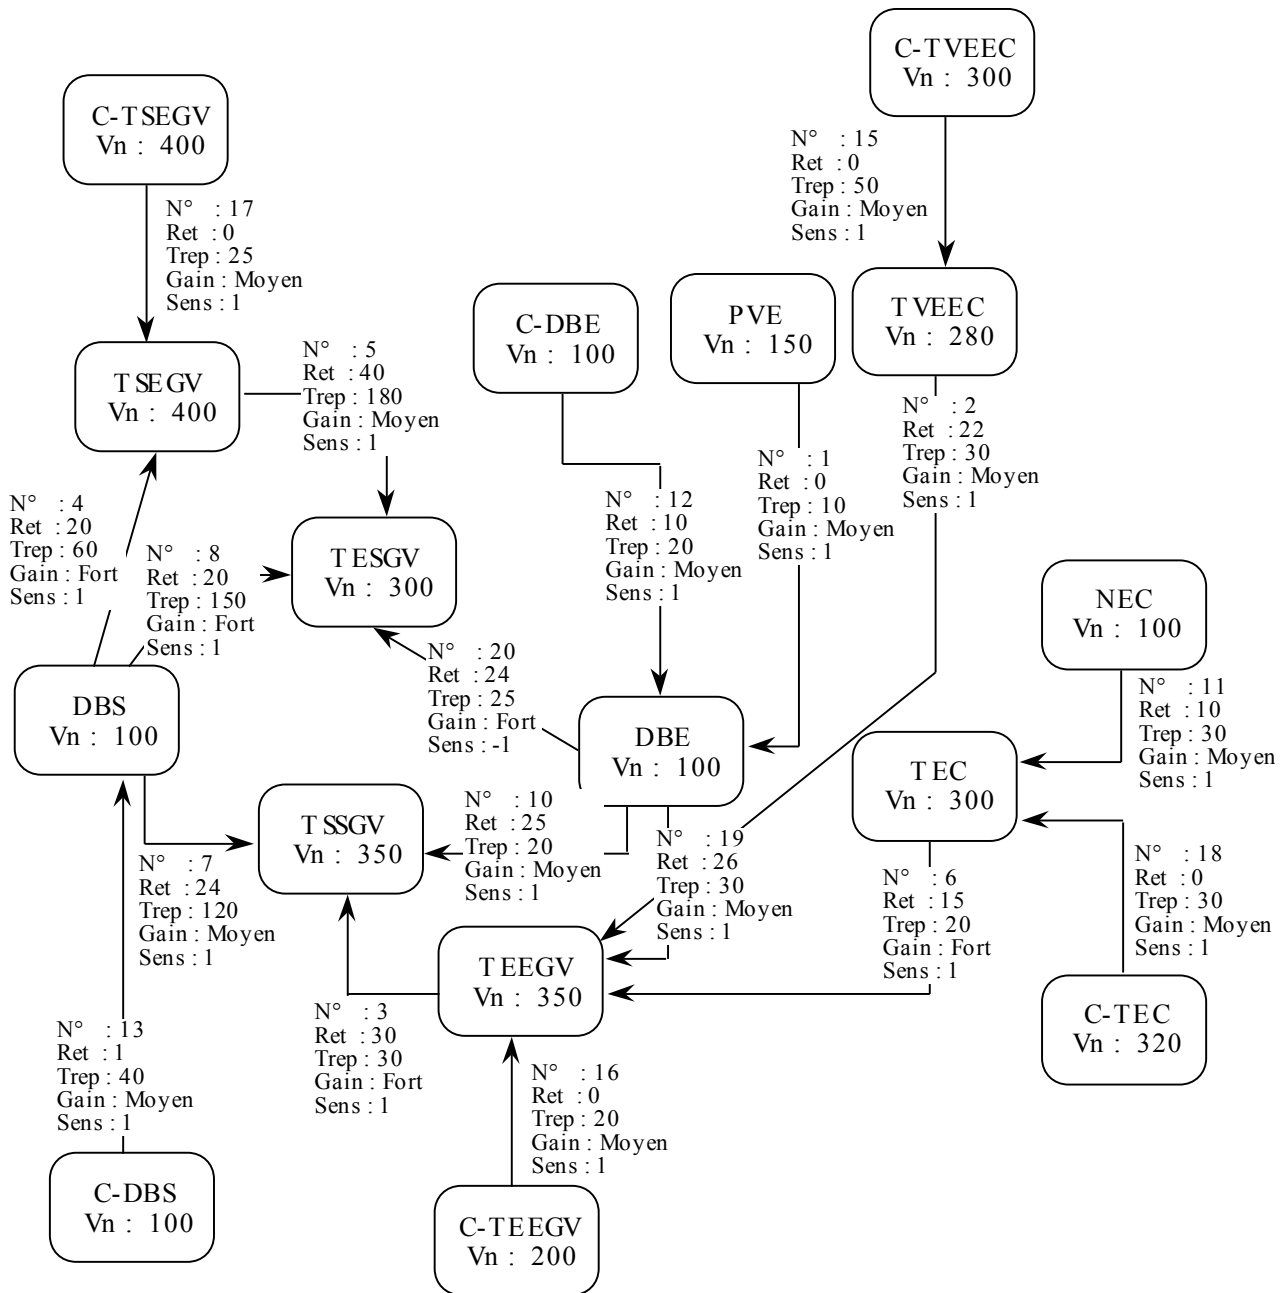 C-TVEEC
Vn : 300
C-TSEGV
Vn : 400
N° : 15
Ret : 0
Trep : 50
Gain : Moyen
Sens : 1
N° : 17
Ret : 0
Trep : 25
Gain : Moyen
Sens : 1
C-DBE
Vn : 100
PVE
Vn : 150
TVEEC
Vn : 280
TSEGV
Vn : 400
N° : 5
Ret : 40
Trep : 180
Gain : Moyen
Sens : 1
N° : 2
Ret : 22
Trep : 30
Gain : Moyen
Sens : 1
N° : 1
Ret : 0
Trep : 10
Gain : Moyen
Sens : 1
N° : 12
Ret : 10
Trep : 20
Gain : Moyen
Sens : 1
N° : 4
Ret : 20
Trep : 60
Gain : Fort
Sens : 1
N° : 8
Ret : 20
Trep : 150
Gain : Fort
Sens : 1
TESGV
Vn : 300
NEC
Vn : 100
N° : 20
Ret : 24
Trep : 25
Gain : Fort
Sens : -1
DBS
Vn : 100
DBE
Vn : 100
N° : 11
Ret : 10
Trep : 30
Gain : Moyen
Sens : 1
TEC
Vn : 300
TSSGV
Vn : 350
N° : 10
Ret : 25
Trep : 20
Gain : Moyen
Sens : 1
N° : 19
Ret : 26
Trep : 30
Gain : Moyen
Sens : 1
N° : 7
Ret : 24
Trep : 120
Gain : Moyen
Sens : 1
N° : 6
Ret : 15
Trep : 20
Gain : Fort
Sens : 1
N° : 18
Ret : 0
Trep : 30
Gain : Moyen
Sens : 1
TEEGV
Vn : 350
C-TEC
Vn : 320
N° : 3
Ret : 30
Trep : 30
Gain : Fort
Sens : 1
N° : 13
Ret : 1
Trep : 40
Gain : Moyen
Sens : 1
N° : 16
Ret : 0
Trep : 20
Gain : Moyen
Sens : 1
C-DBS
Vn : 100
C-TEEGV
Vn : 200